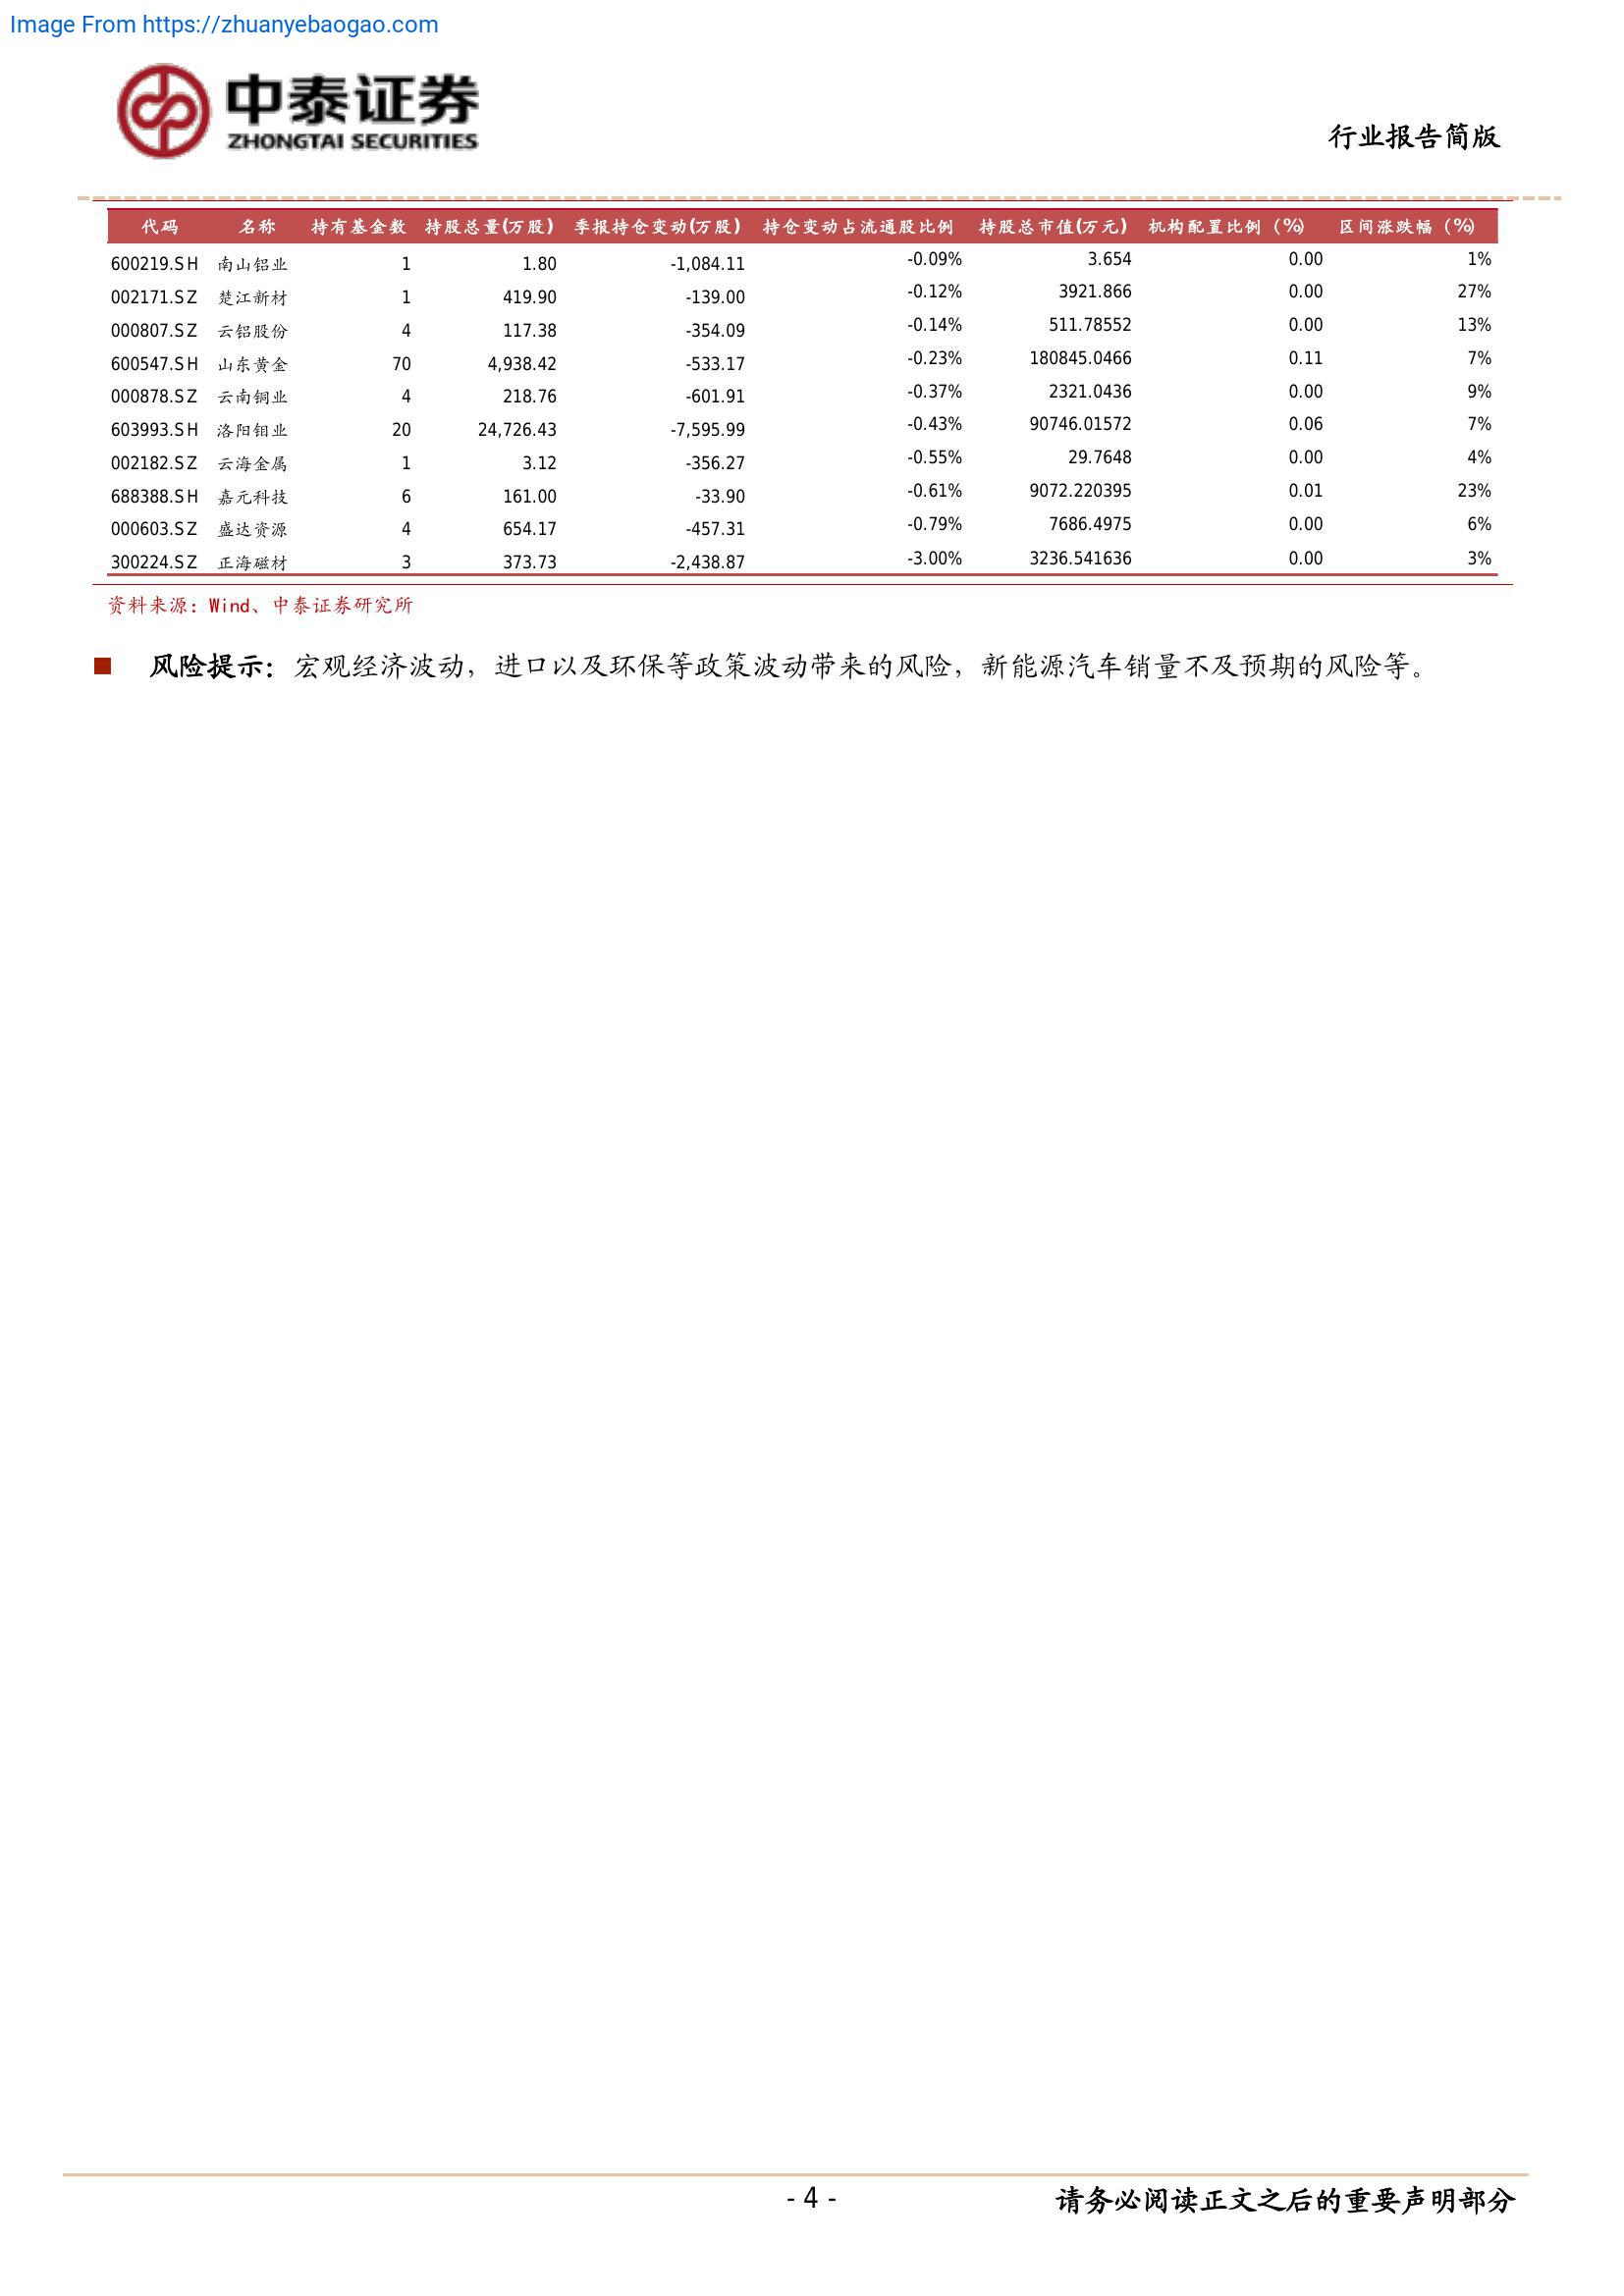 Image From https://zhuanyebaogao.com
中泰证券
ZHONGTAI SECURITIES
行业报告简版
代码 名称 持有基金数 持股总量(万股) 季报持仓变动(万股) 持仓变动占流通股比例 持股总市值(万元) 机构配置比例（%） 区间涨跌幅（%）
600219.SH 南山铝业 1 1.80 -1,084.11 -0.09% 3.654 0.00 1%
002171.SZ 楚江新材 1 419.90 -139.00 -0.12% 3921.866 0.00 27%
000807.SZ 云铝股份 4 117.38 -354.09 -0.14% 511.78552 0.00 13%
600547.SH 山东黄金 70 4,938.42 -533.17 -0.23% 180845.0466 0.11 7%
000878.SZ 云南铜业 4 218.76 -601.91 -0.37% 2321.0436 0.00 9%
603993.SH 洛阳钼业 20 24,726.43 -7,595.99 -0.43% 90746.01572 0.06 7%
002182.SZ 云海金属 1 3.12 -356.27 -0.55% 29.7648 0.00 4%
688388.SH 嘉元科技 6 161.00 -33.90 -0.61% 9072.220395 0.01 23%
000603.SZ 盛达资源 4 654.17 -457.31 -0.79% 7686.4975 0.00 6%
300224.SZ 正海磁材 3 373.73 -2,438.87 -3.00% 3236.541636 0.00 3%
资料来源：Wind、中泰证券研究所
■ 风险提示：宏观经济波动，进口以及环保等政策波动带来的风险，新能源汽车销量不及预期的风险等。
- 4 -
请务必阅读正文之后的重要声明部分